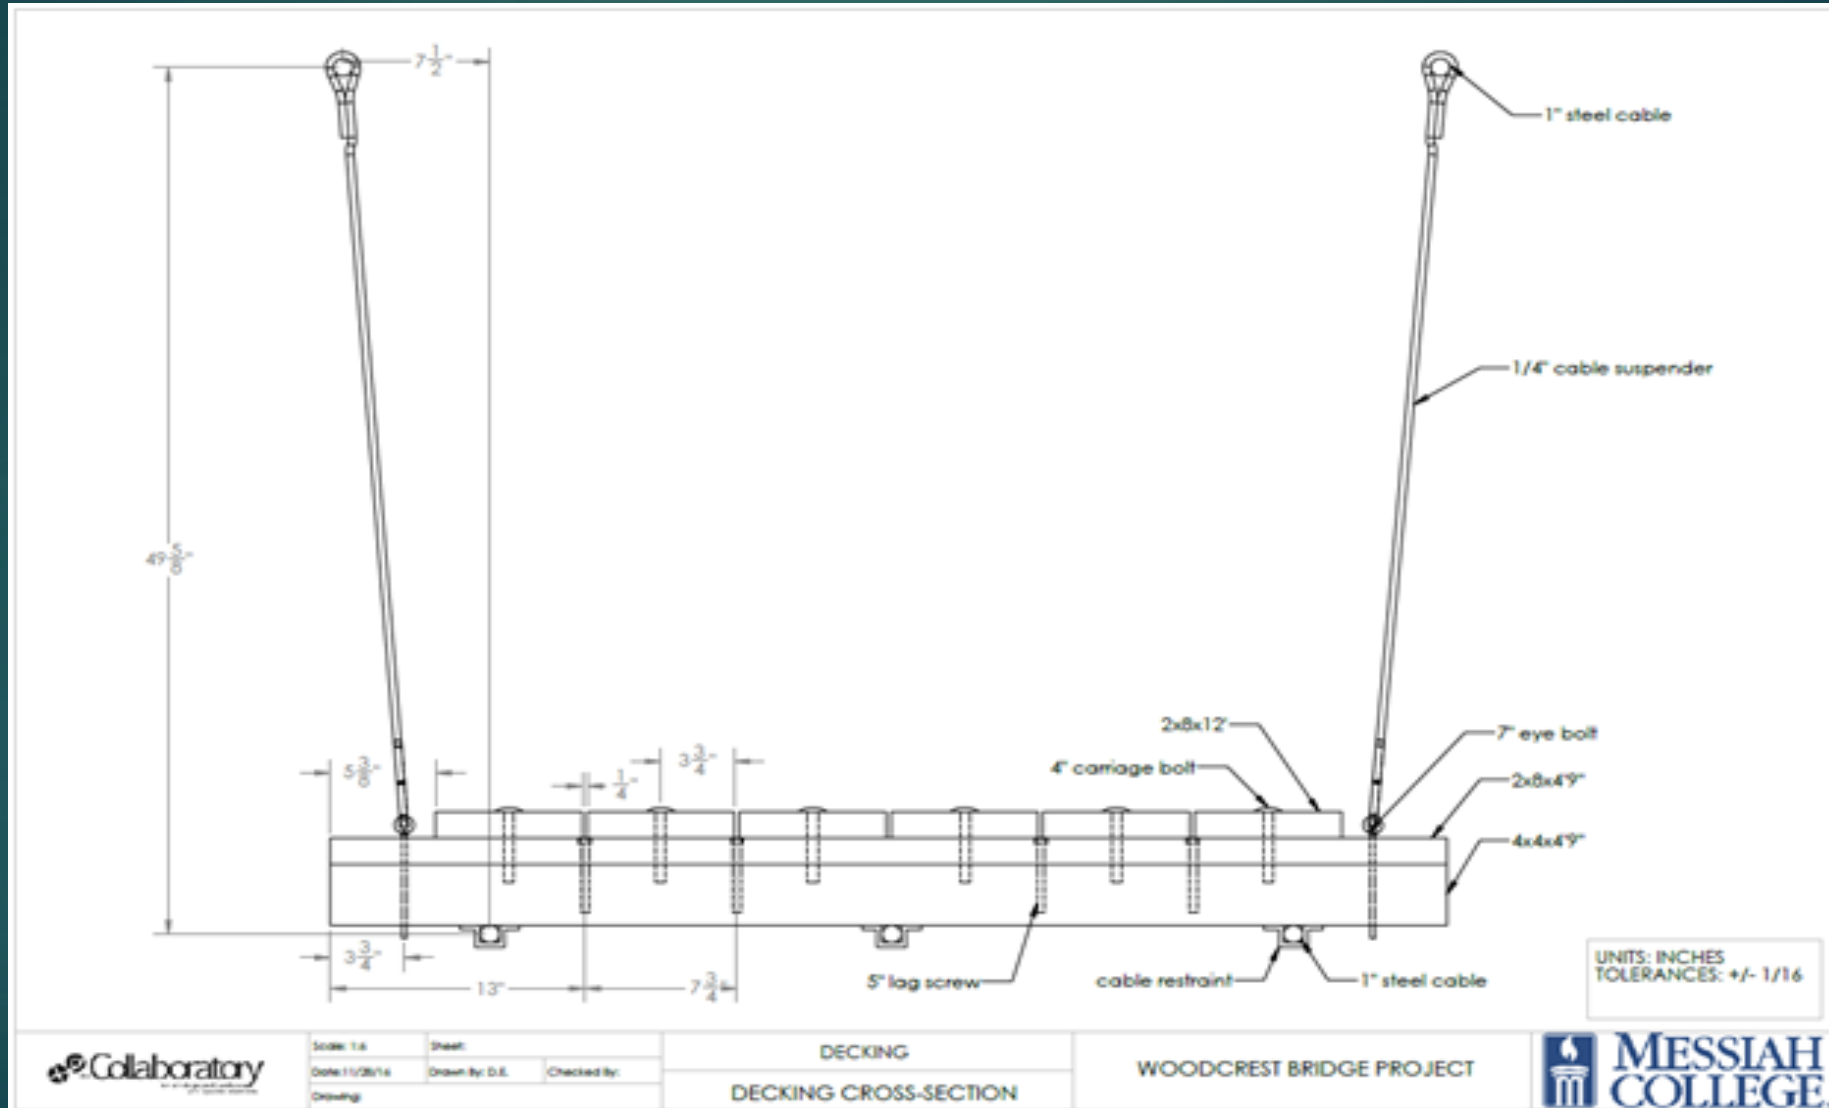 7 1/2"
1" steel cable
1/4" cable suspender
49 5/8"
2x8x12'
7" eye bolt
3 3/4"
5 3/8"
1/4"
4" carriage bolt
2x8x4'9"
4x4x4'9"
3 3/4"
13"
7 3/4"
5" lag screw
cable restraint
1" steel cable
UNITS: INCHES
TOLERANCES: +/- 1/16
Collaboratory
Scale: 1:6
Sheet:
Date: 11/28/16
Drawn By: D.E.
Checked By:
Drawing:
DECKING
DECKING CROSS-SECTION
WOODCREST BRIDGE PROJECT
MESSIAH
COLLEGE